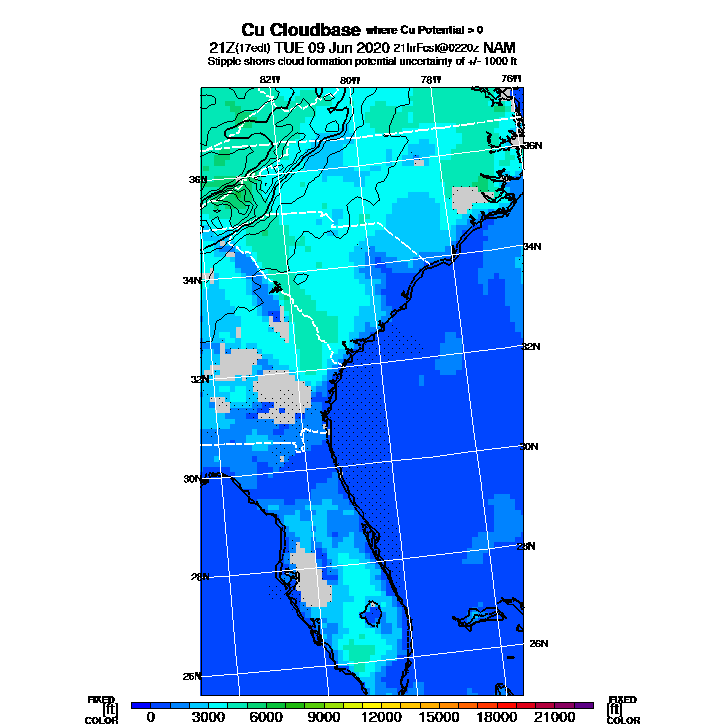 Cu Cloudbase where Cu Potential > 0
21Z(17edt) TUE 09 Jun 2020 21hrFcst@0220z NAM
Stipple shows cloud formation potential uncertainty of +/- 1000 ft
82W 80W 78W 76W
36N
36N
34N
34N
32N
32N
30N
30N
28N
28N
26N
26N
FIXED FIXED
[ft] [ft]
COLOR COLOR
0 3000 6000 9000 12000 15000 18000 21000